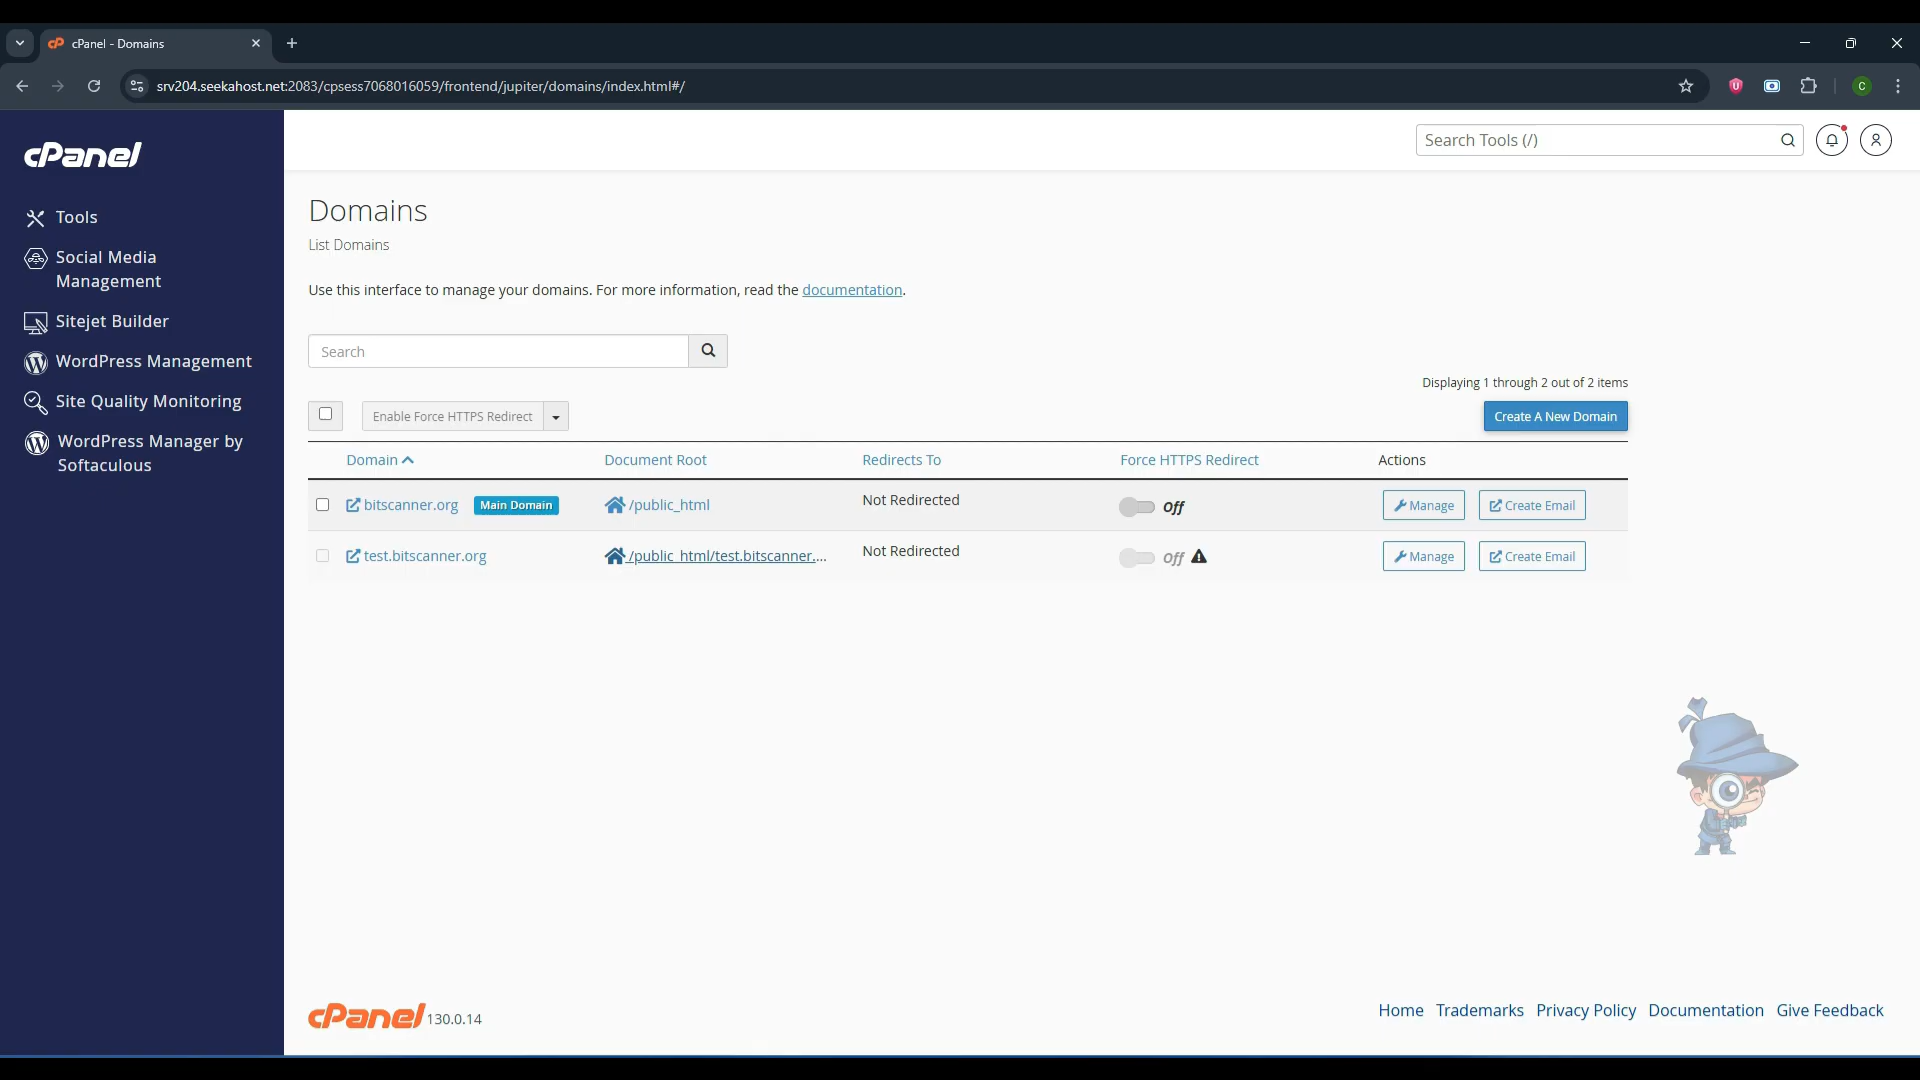 cPanel - Domains
srv204.seekahost.net:2083/cpsess7068016059/frontend/jupiter/domains/index.html#/
C
cPanel
Search Tools (/)
Tools
Social Media
Management
Sitejet Builder
WordPress Management
Site Quality Monitoring
WordPress Manager by
Softaculous
Domains
List Domains
Use this interface to manage your domains. For more information, read the documentation.
Search
Displaying 1 through 2 out of 2 items
Enable Force HTTPS Redirect
Create A New Domain
Domain Document Root Redirects To Force HTTPS Redirect Actions
bitscanner.org Main Domain /public_html Not Redirected Off Manage Create Email
test.bitscanner.org /public_html/test.bitscanner.... Not Redirected Off Manage Create Email
cPanel 130.0.14
Home Trademarks Privacy Policy Documentation Give Feedback